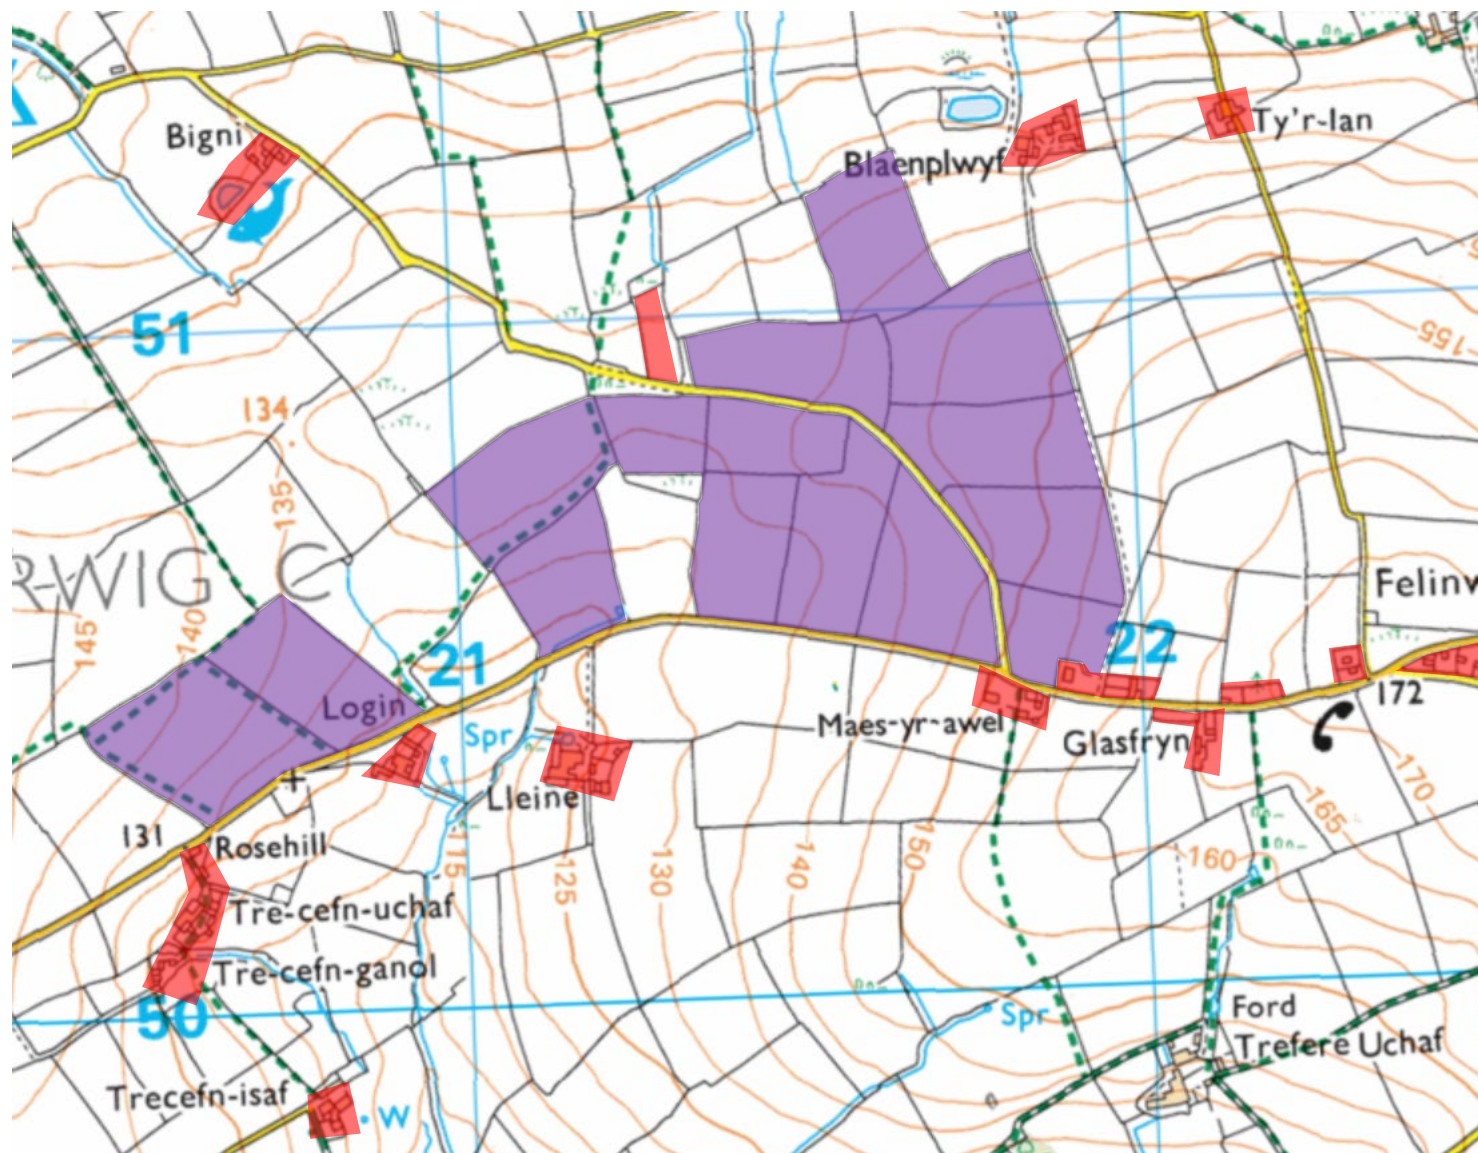 Bigni
Ty'r-lan
Blaenplwyf
51
155
134
135
RWIG C
Felinw
145
140
22
21
Login
172
Maes-yr-awel
Spr
Glasfryn
170
Lleine
165
131
Rosehill
115
125
130
140
150
160
Tre-cefn-uchaf
Tre-cefn-ganol
50
Spr
Ford
Trefere Uchaf
Trecefn-isaf
W